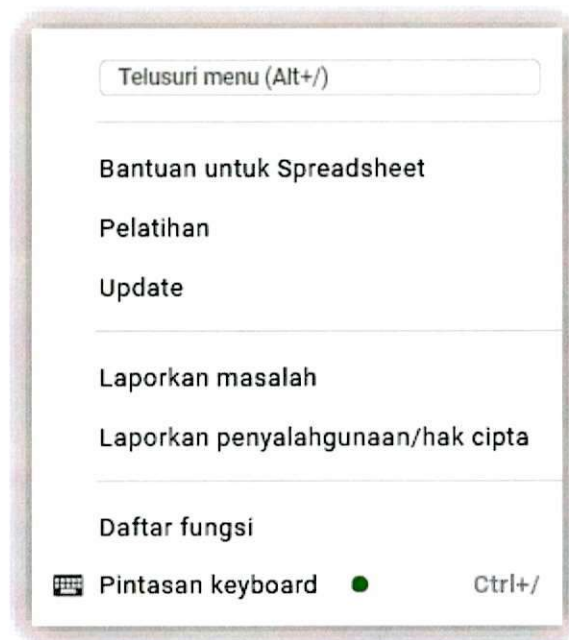 Telusuri menu (Alt+/)
Bantuan untuk Spreadsheet
Pelatihan
Update
Laporkan masalah
Laporkan penyalahgunaan/hak cipta
Daftar fungsi
Pintasan keyboard Ctrl+/